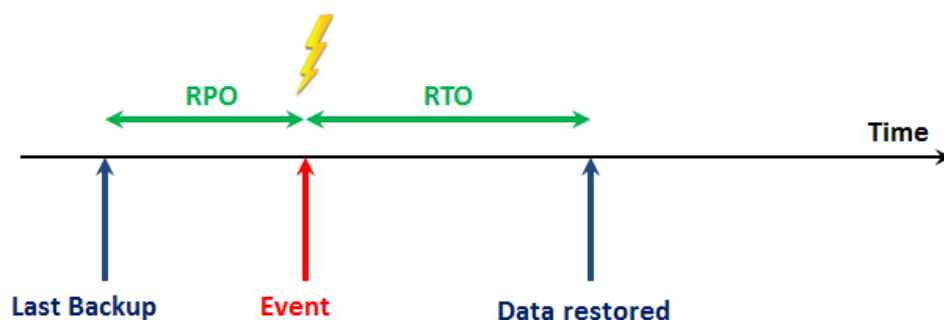 RPO
RTO
Time
Last Backup
Event
Data restored